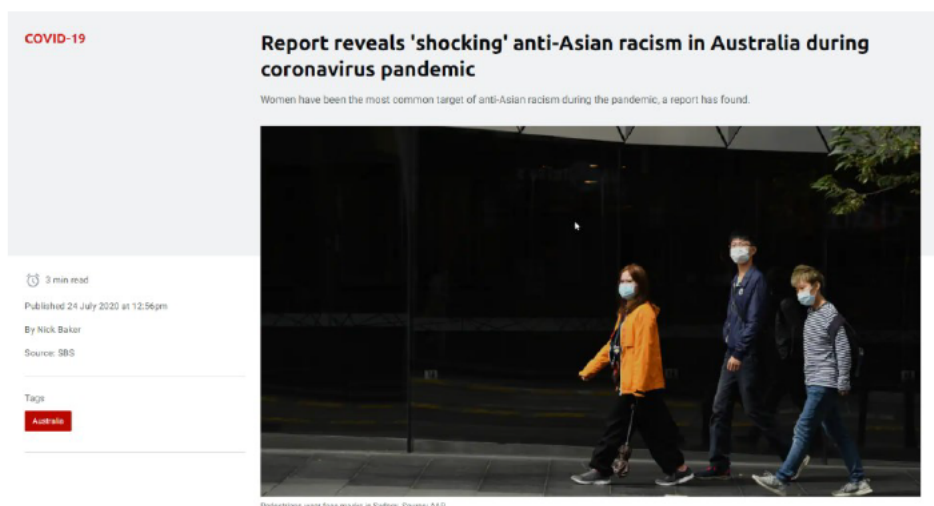 COVID-19
Report reveals 'shocking' anti-Asian racism in Australia during
coronavirus pandemic
Women have been the most common target of anti-Asian racism during the pandemic, a report has found.
3 min read
Published 24 July 2020 at 12:56pm
By Nick Baker
Source: SBS
Tags
Australia